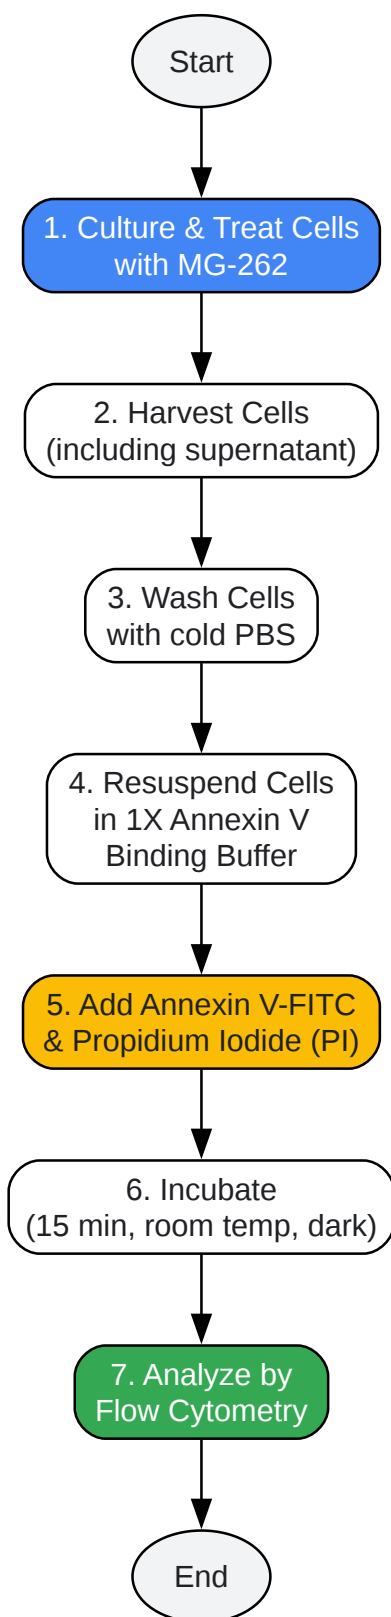 Start
1. Culture & Treat Cells
with MG-262
2. Harvest Cells
(including supernatant)
3. Wash Cells
with cold PBS
4. Resuspend Cells
in 1X Annexin V
Binding Buffer
5. Add Annexin V-FITC
& Propidium Iodide (PI)
6. Incubate
(15 min, room temp, dark)
7. Analyze by
Flow Cytometry
End